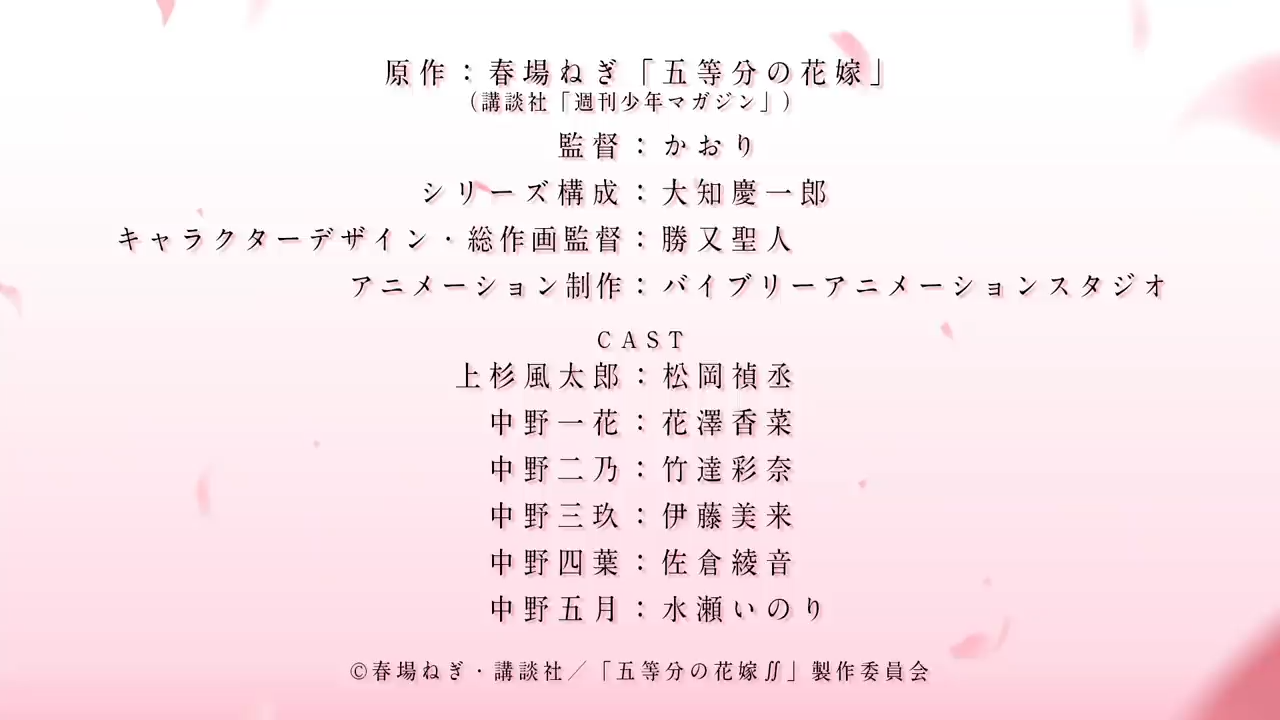 原作：春場ねぎ「五等分の花嫁」
（講談社「週刊少年マガジン」）
監督：かおり
シリーズ構成：大知慶一郎
キャラクターデザイン・総作画監督：勝又聖人
アニメーション制作：バイブリーアニメーションスタジオ
CAST
上杉風太郎：松岡禎丞
中野一花：花澤香菜
中野二乃：竹達彩奈
中野三玖：伊藤美来
中野四葉：佐倉綾音
中野五月：水瀬いのり
©春場ねぎ・講談社／「五等分の花嫁∬」製作委員会